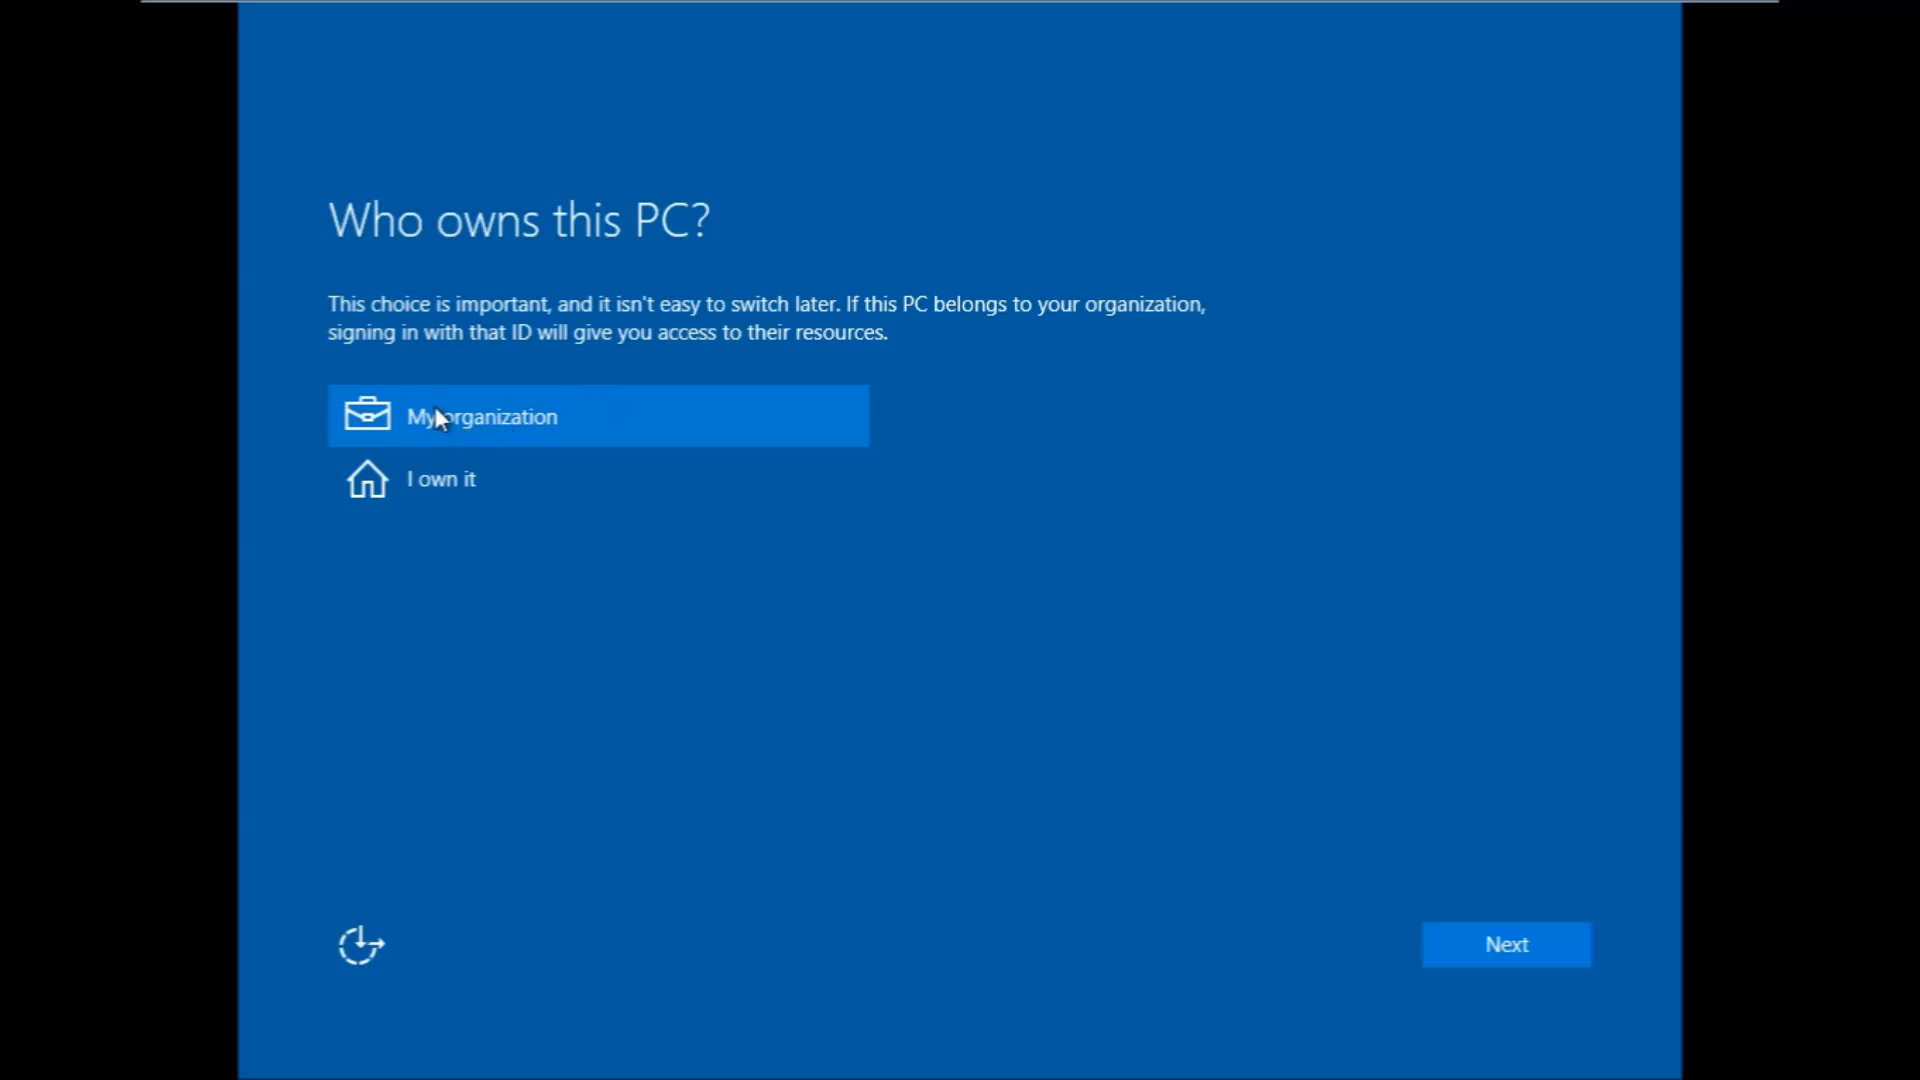 Who owns this PC?
This choice is important, and it isn't easy to switch later. If this PC belongs to your organization,
signing in with that ID will give you access to their resources.
My organization
I own it
Next